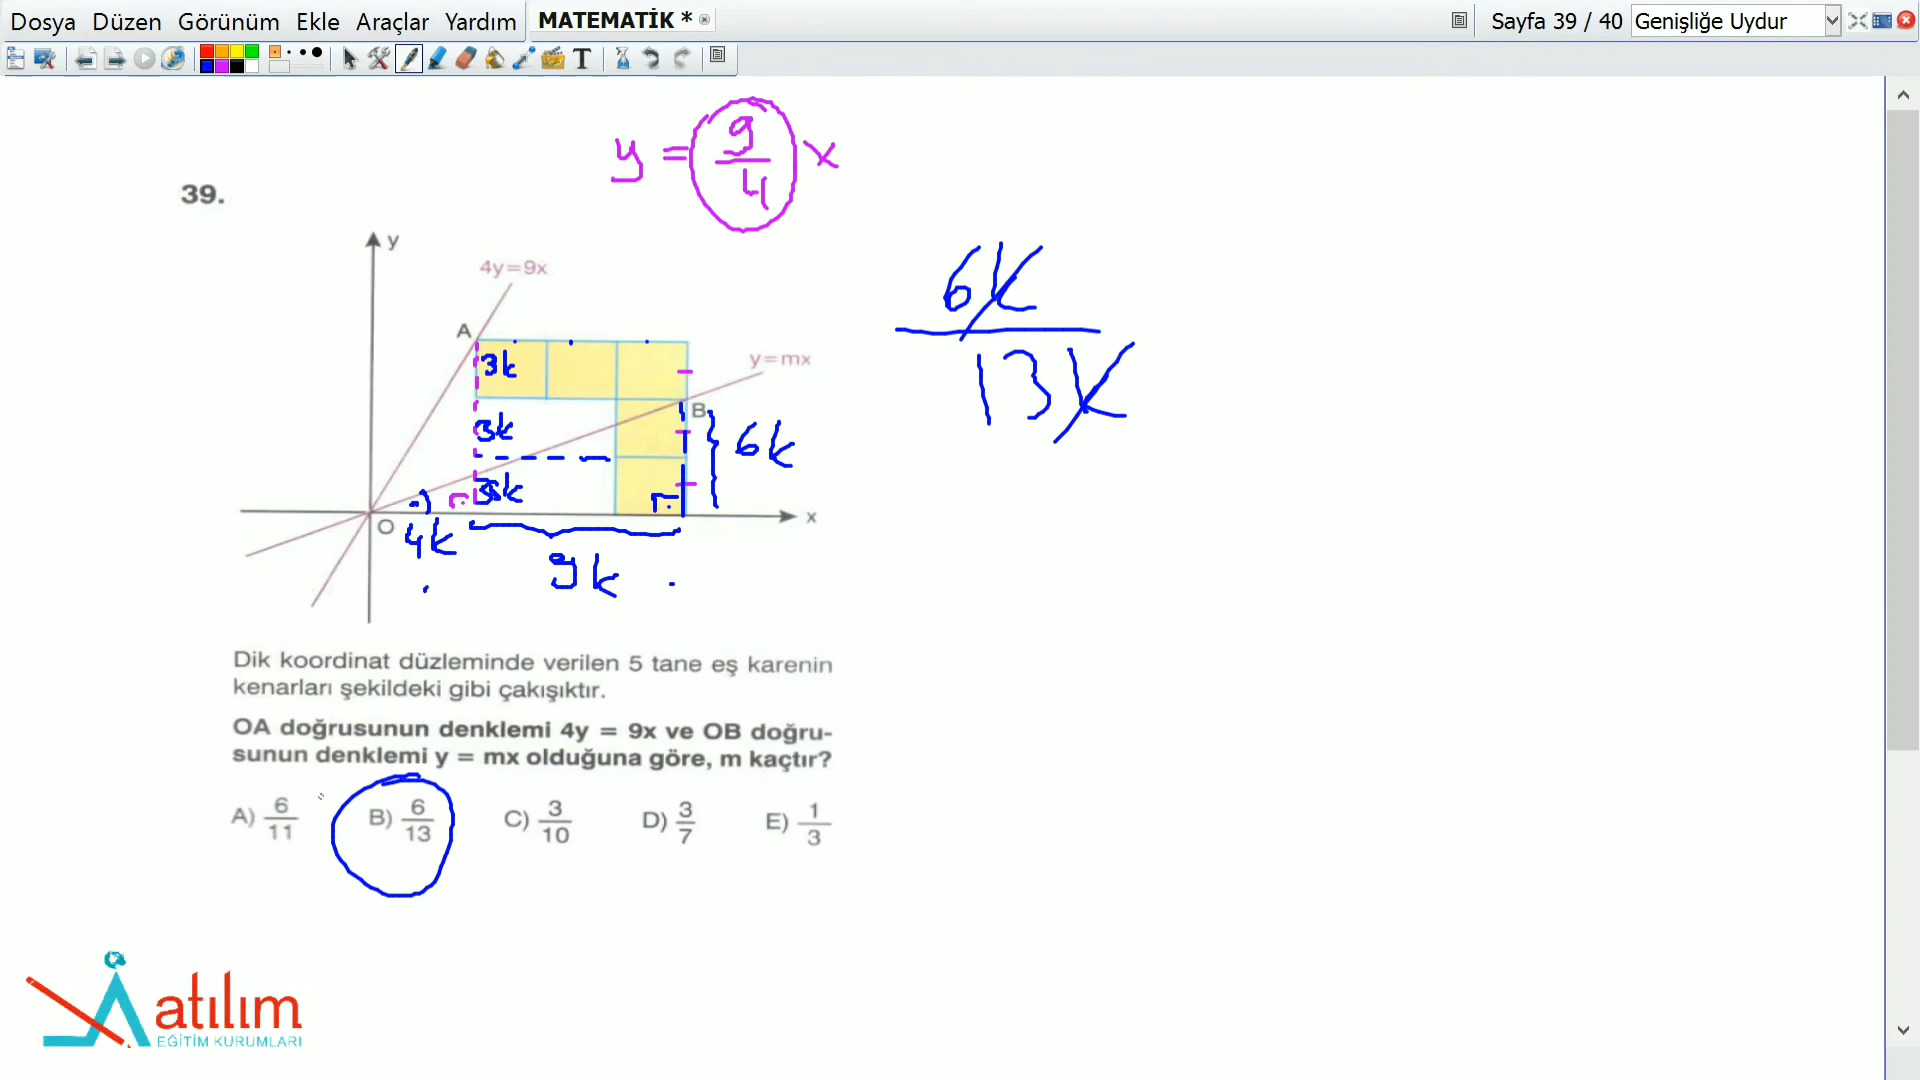 Dosya Düzen Görünüm Ekle Araçlar Yardım
MATEMATİK *
Sayfa 39 / 40
Genişliğe Uydur
y = 9/4 x
39.
y
4y=9x
A
3k
y=mx
B
3k
6k
3k
O
x
4k
9k
6k
13k
Dik koordinat düzleminde verilen 5 tane eş karenin
kenarları şekildeki gibi çakışıktır.
OA doğrusunun denklemi 4y = 9x ve OB doğru-
sunun denklemi y = mx olduğuna göre, m kaçtır?
A) 6/11 B) 6/13 C) 3/10 D) 3/7 E) 1/3
atılım
EĞİTİM KURUMLARI